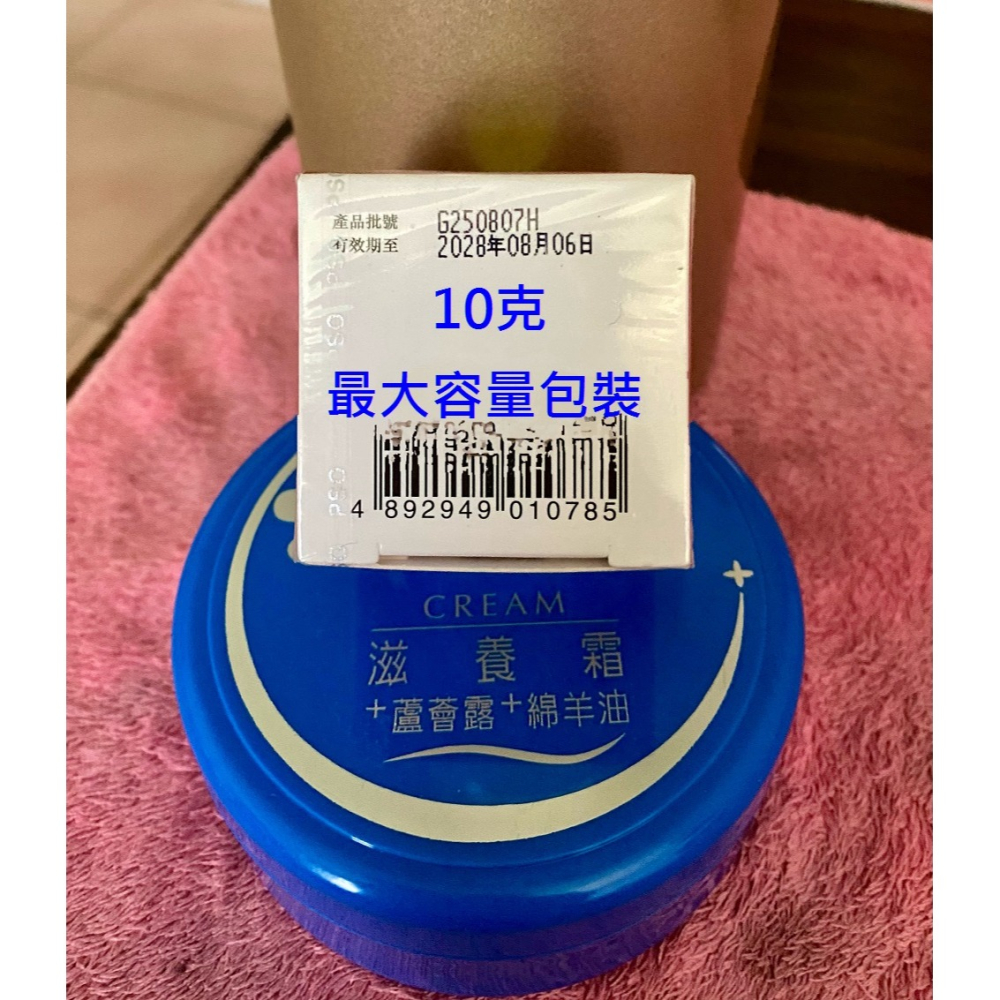 產品批號 G250807H
有效期至 2028年08月06日
10克
最大容量包裝
4 892949 010785
CREAM
滋養霜
+蘆薈露+綿羊油